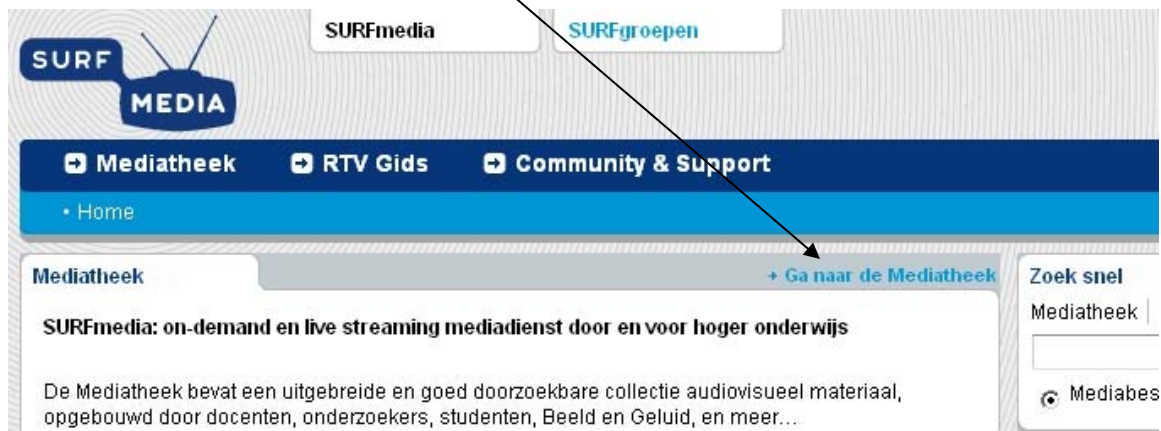 SURFmedia SURFgroepen
SURF
MEDIA
Mediatheek RTV Gids Community & Support
• Home
Mediatheek
→ Ga naar de Mediatheek
SURFmedia: on-demand en live streaming mediadienst door en voor hoger onderwijs
De Mediatheek bevat een uitgebreide en goed doorzoekbare collectie audiovisueel materiaal,
opgebouwd door docenten, onderzoekers, studenten, Beeld en Geluid, en meer...
Zoek snel
Mediatheek |
Mediabes